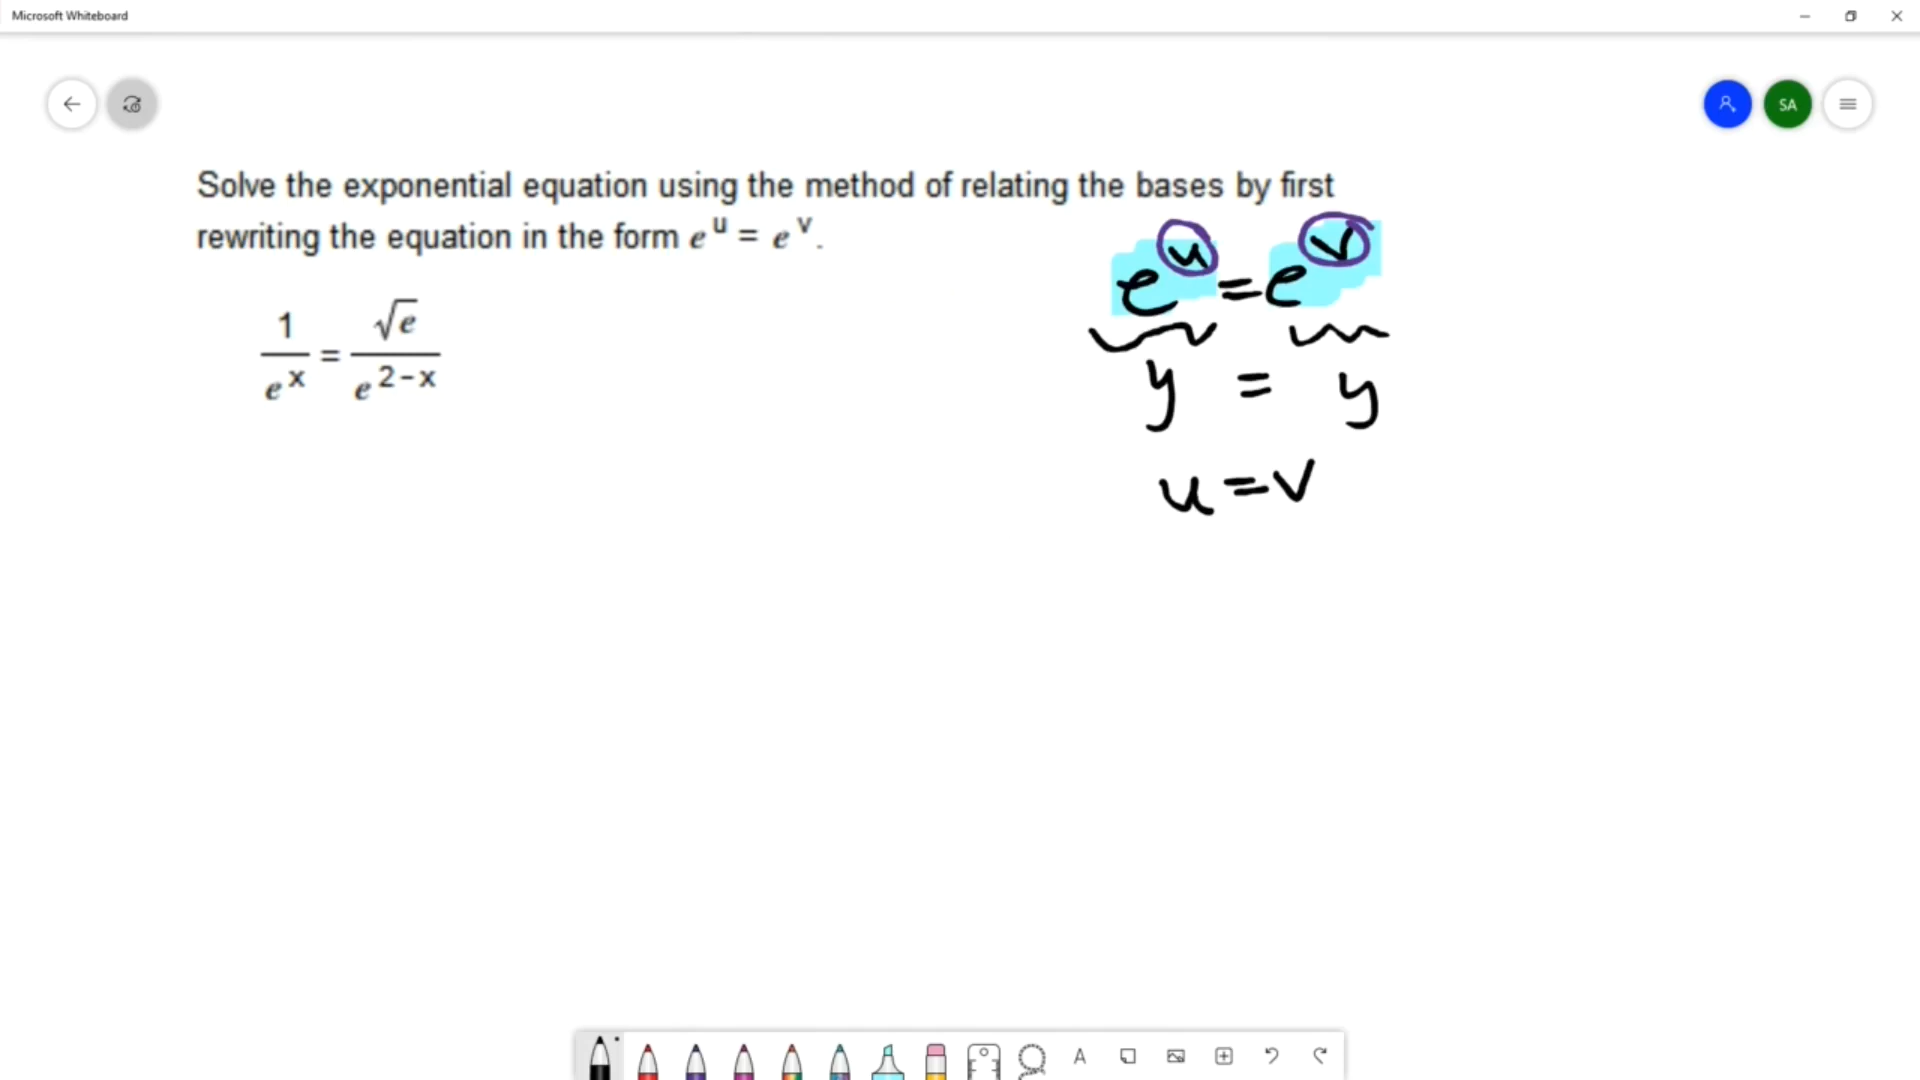 Microsoft Whiteboard
SA
Solve the exponential equation using the method of relating the bases by first
rewriting the equation in the form e^u = e^v.
1/e^x = √e/e^(2-x)
e^u = e^v
y = y
u = v
A